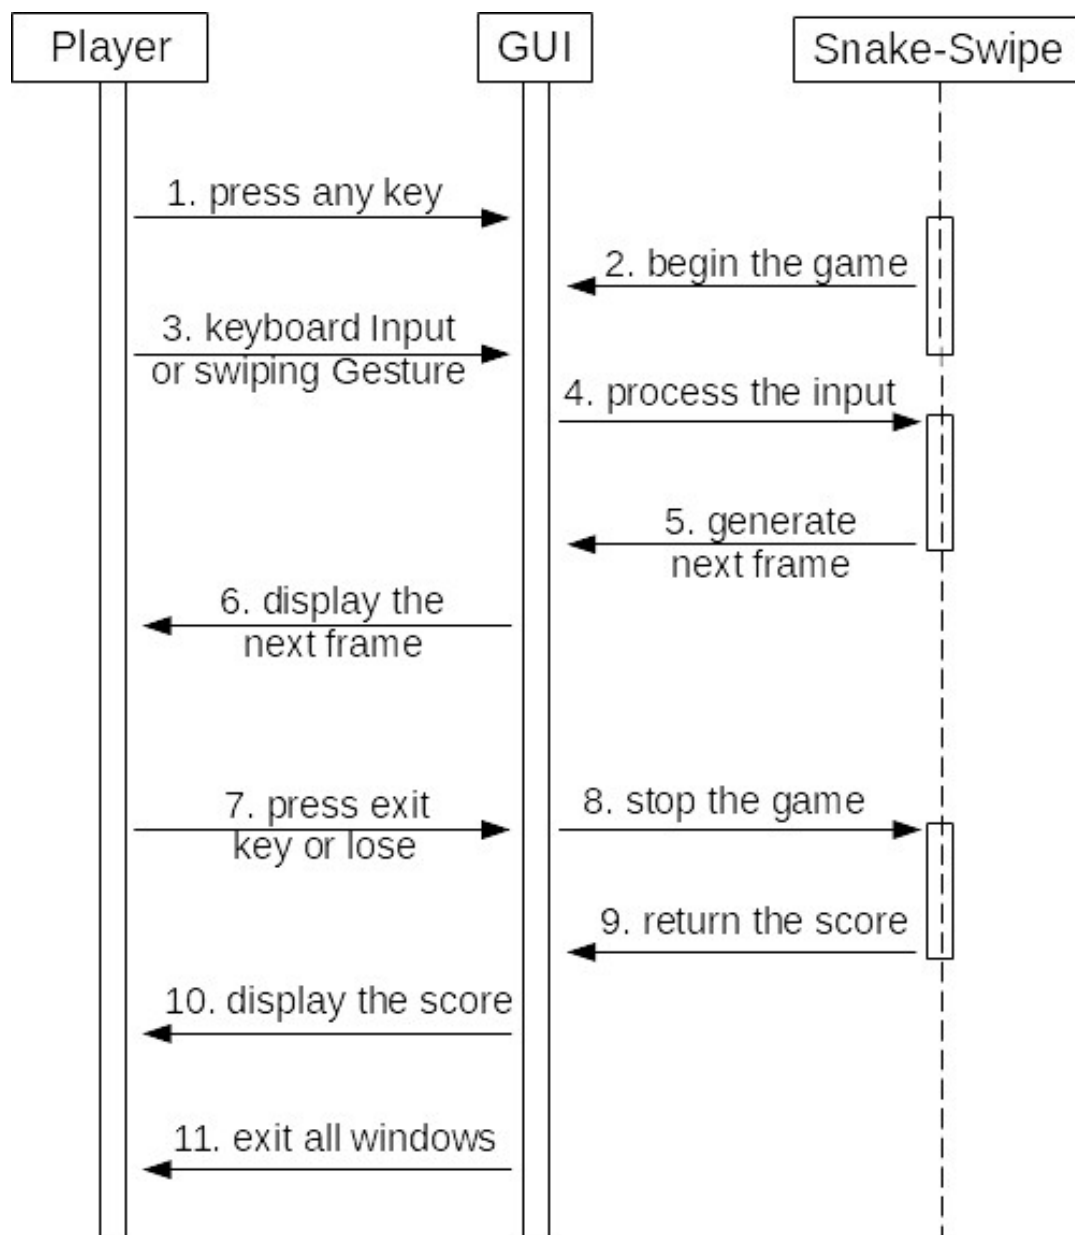 Player
GUI
Snake-Swipe
1. press any key
2. begin the game
3. keyboard Input
or swiping Gesture
4. process the input
5. generate
next frame
6. display the
next frame
7. press exit
key or lose
8. stop the game
9. return the score
10. display the score
11. exit all windows